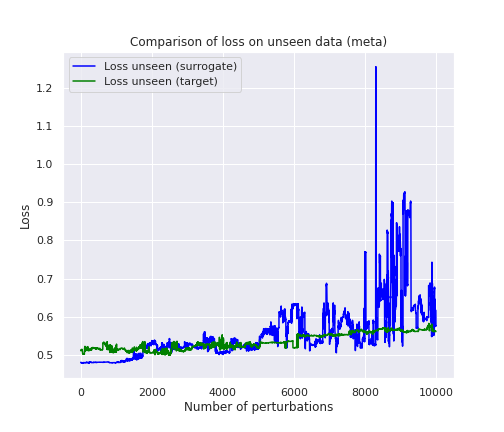 Comparison of loss on unseen data (meta)
Loss unseen (surrogate)
Loss unseen (target)
1.2
1.1
1.0
0.9
0.8
0.7
0.6
0.5
Loss
0 2000 4000 6000 8000 10000
Number of perturbations